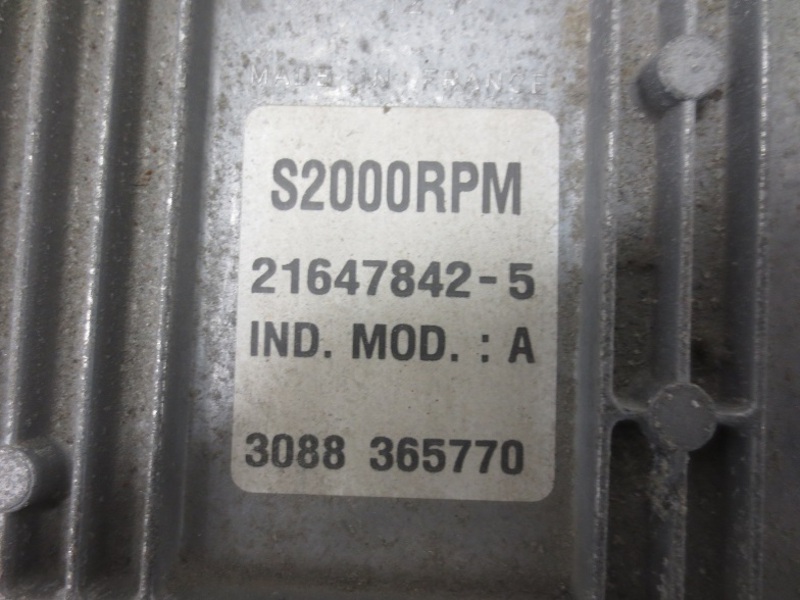 MADE IN FRANCE
S2000RPM
21647842-5
IND. MOD. : A
3088 365770